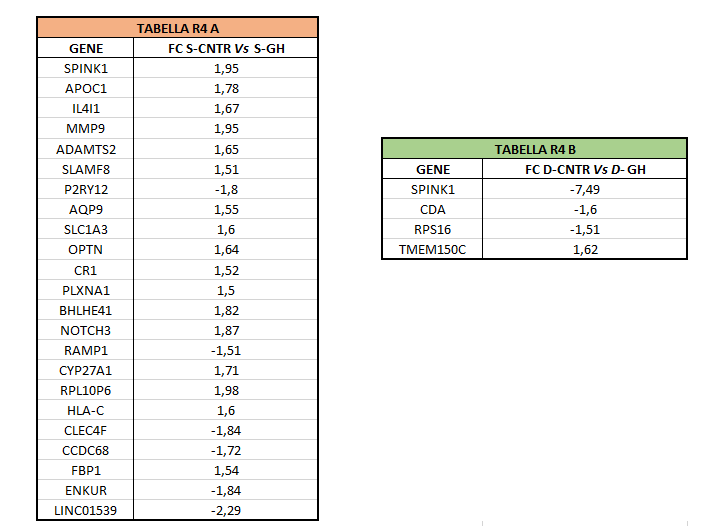 TABELLA R4 A
GENE FC S-CNTR Vs S-GH
SPINK1 1,95
APOC1 1,78
IL4I1 1,67
MMP9 1,95
ADAMTS2 1,65
SLAMF8 1,51
P2RY12 -1,8
AQP9 1,55
SLC1A3 1,6
OPTN 1,64
CR1 1,52
PLXNA1 1,5
BHLHE41 1,82
NOTCH3 1,87
RAMP1 -1,51
CYP27A1 1,71
RPL10P6 1,98
HLA-C 1,6
CLEC4F -1,84
CCDC68 -1,72
FBP1 1,54
ENKUR -1,84
LINC01539 -2,29
TABELLA R4 B
GENE FC D-CNTR Vs D- GH
SPINK1 -7,49
CDA -1,6
RPS16 -1,51
TMEM150C 1,62